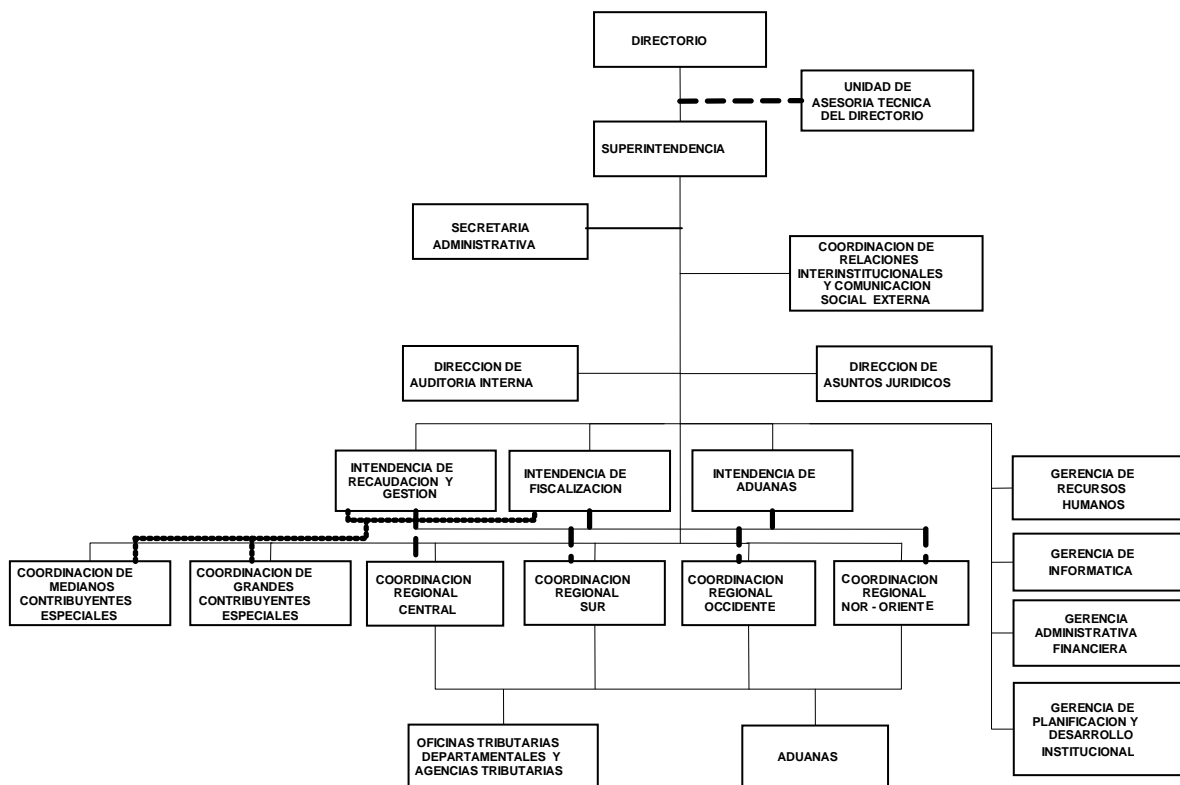 DIRECTORIO
UNIDAD DE
ASESORIA TECNICA
DEL DIRECTORIO
SUPERINTENDENCIA
SECRETARIA
ADMINISTRATIVA
COORDINACION DE
RELACIONES
INTERINSTITUCIONALES
Y COMUNICACION
SOCIAL EXTERNA
DIRECCION DE
AUDITORIA INTERNA
DIRECCION DE
ASUNTOS JURIDICOS
INTENDENCIA DE
RECAUDACION Y
GESTION
INTENDENCIA DE
FISCALIZACION
INTENDENCIA DE
ADUANAS
GERENCIA DE
RECURSOS
HUMANOS
COORDINACION DE
MEDIANOS
CONTRIBUYENTES
ESPECIALES
COORDINACION DE
GRANDES
CONTRIBUYENTES
ESPECIALES
COORDINACION
REGIONAL
CENTRAL
COORDINACION
REGIONAL
SUR
COORDINACION
REGIONAL
OCCIDENTE
COORDINACION
REGIONAL
NOR - ORIENTE
GERENCIA DE
INFORMATICA
GERENCIA
ADMINISTRATIVA
FINANCIERA
GERENCIA DE
PLANIFICACION Y
DESARROLLO
INSTITUCIONAL
OFICINAS TRIBUTARIAS
DEPARTAMENTALES Y
AGENCIAS TRIBUTARIAS
ADUANAS